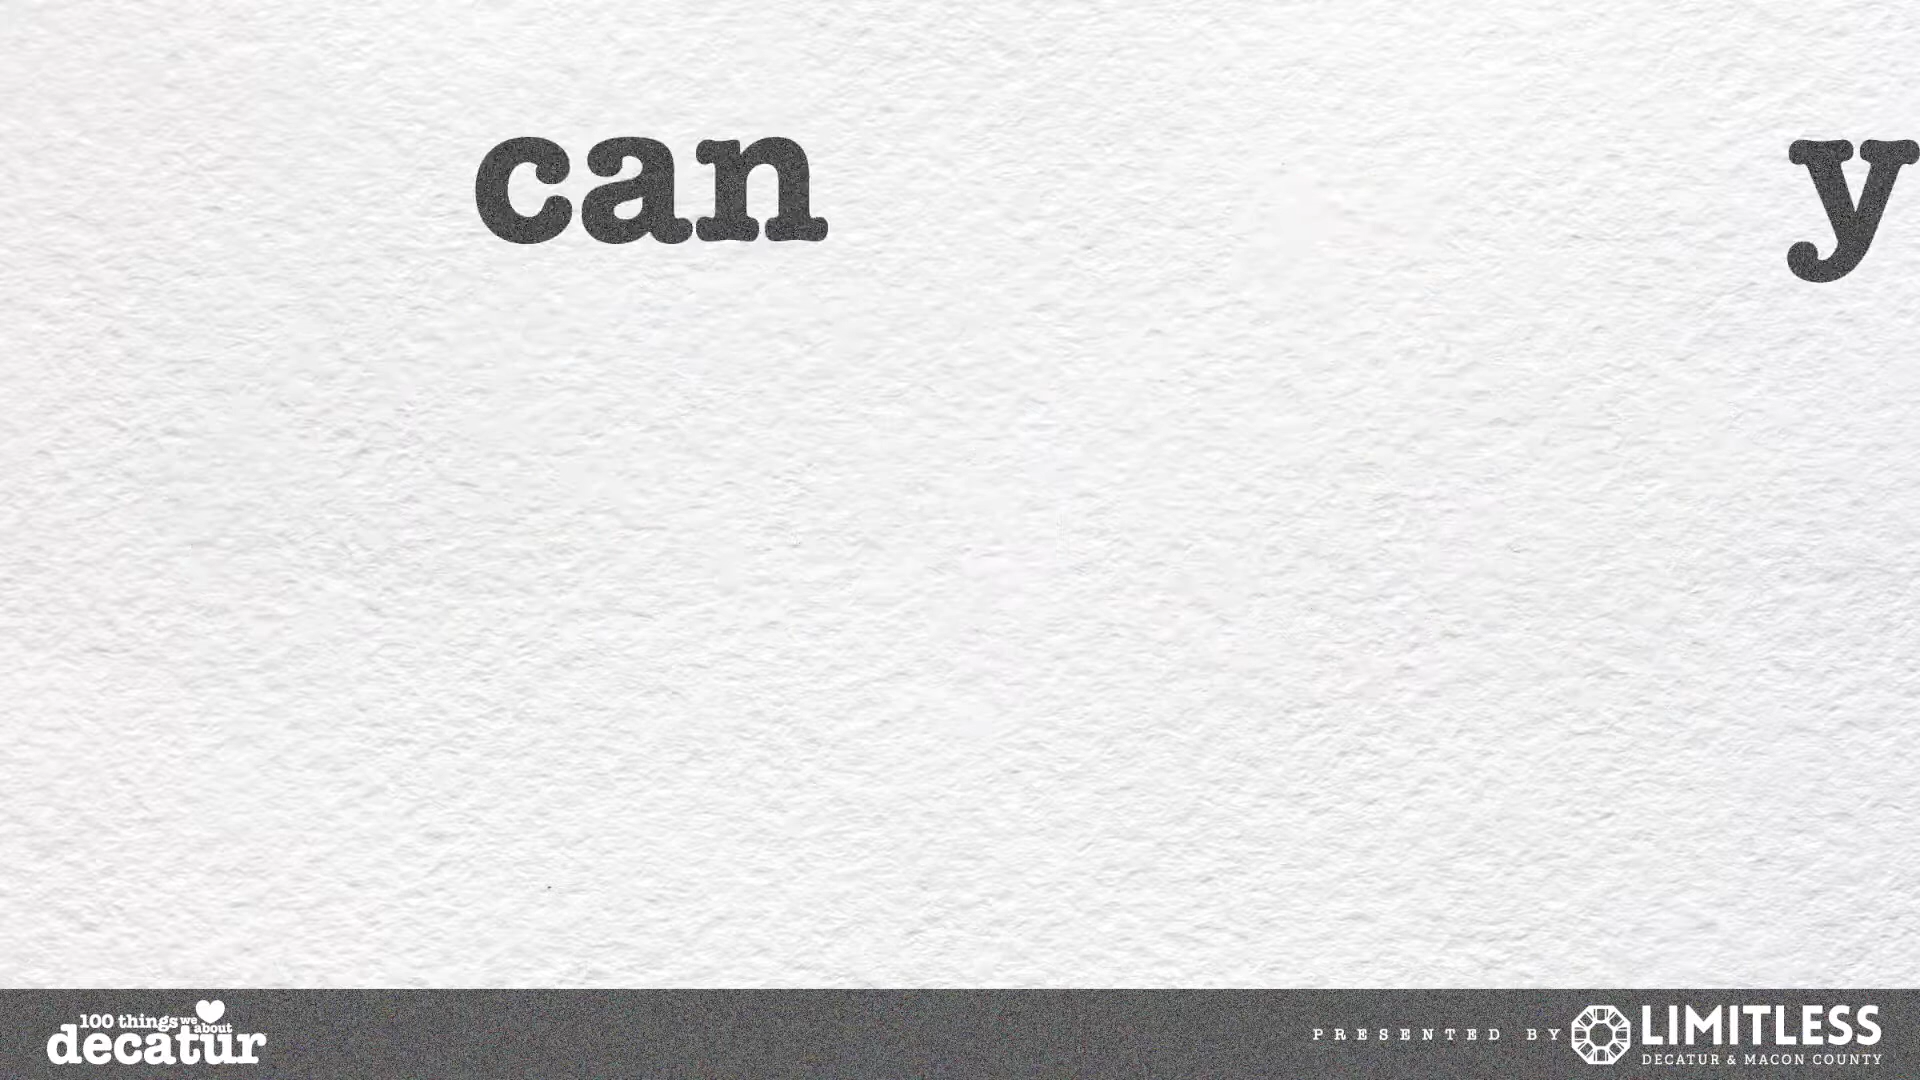 can y
100 things we about
decatur
PRESENTED BY
LIMITLESS
DECATUR & MACON COUNTY